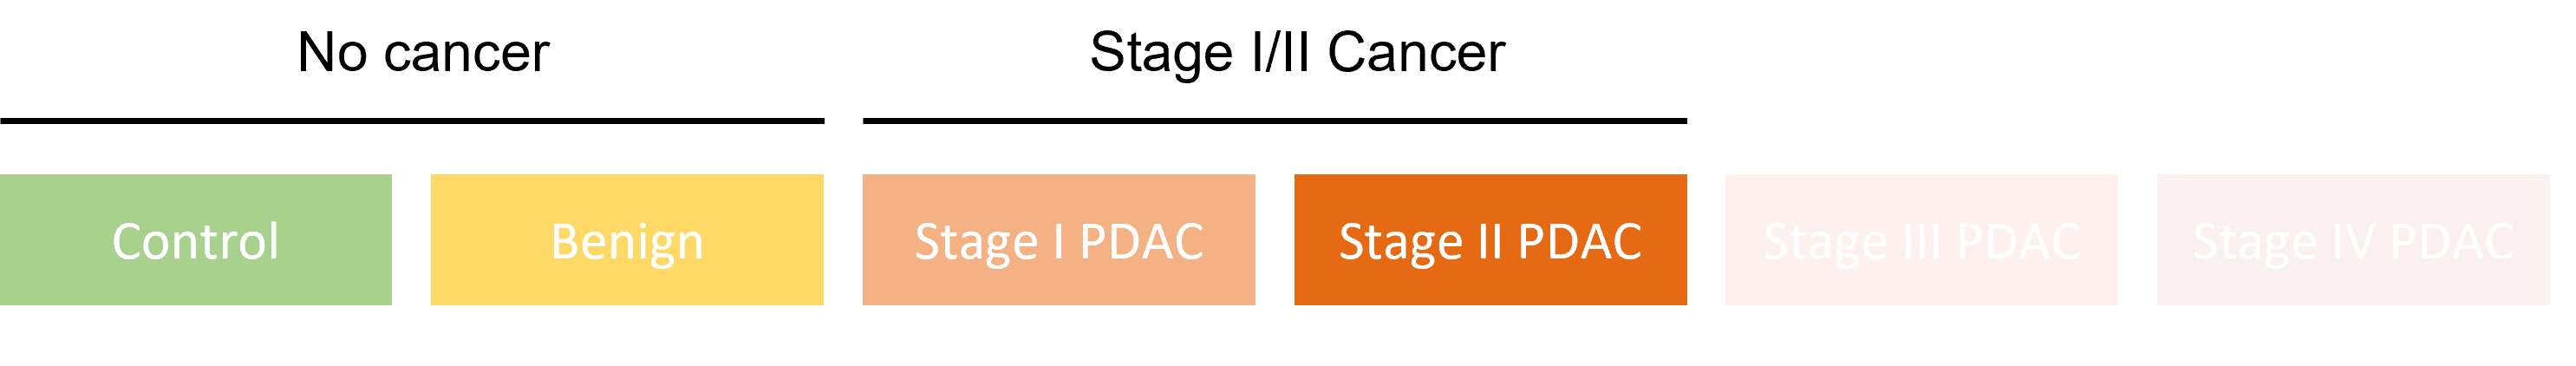 No cancer
Stage I/II Cancer
Control
Benign
Stage I PDAC
Stage II PDAC
Stage III PDAC
Stage IV PDAC